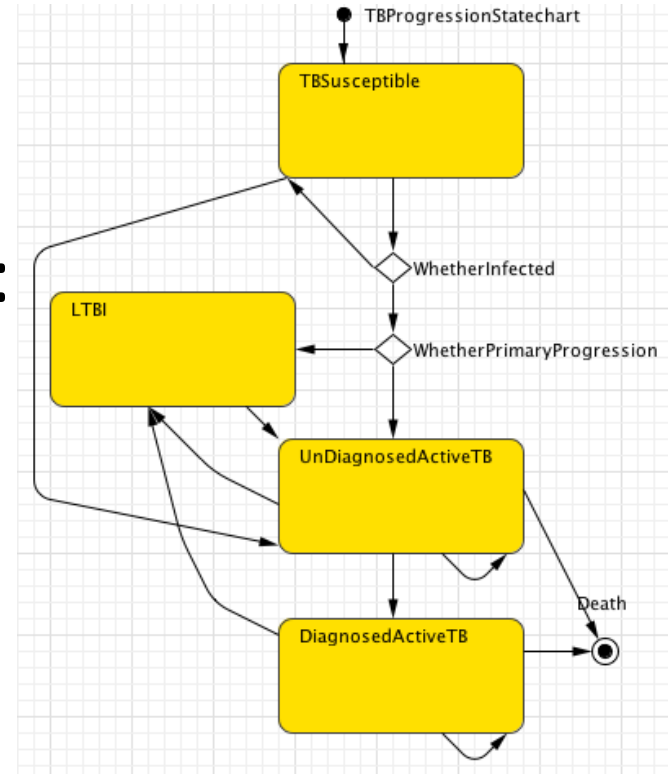 TBProgressionStatechart
TBSusceptible
WhetherInfected
LTBI
WhetherPrimaryProgression
UnDiagnosedActiveTB
Death
DiagnosedActiveTB